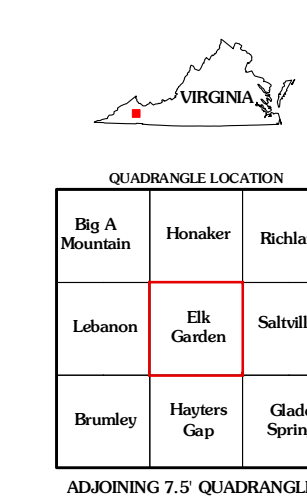 VIRGINIA
QUADRANGLE LOCATION
Big A
Mountain
Honaker
Richla
Lebanon
Elk
Garden
Saltvill
Brumley
Hayters
Gap
Glade
Sprin
ADJOINING 7.5' QUADRANGLE